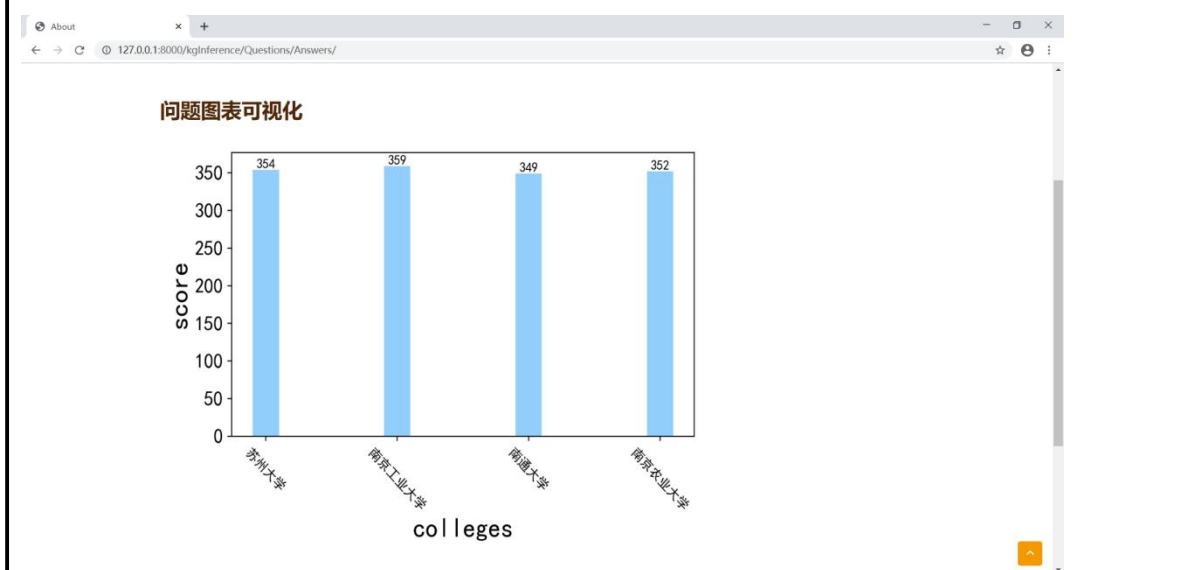 About
127.0.0.1:8000/kgInference/Questions/Answers/
问题图表可视化
354
359
349
352
350
300
250
200
150
100
50
0
score
苏州大学
南京工业大学
南通大学
南京农业大学
colleges